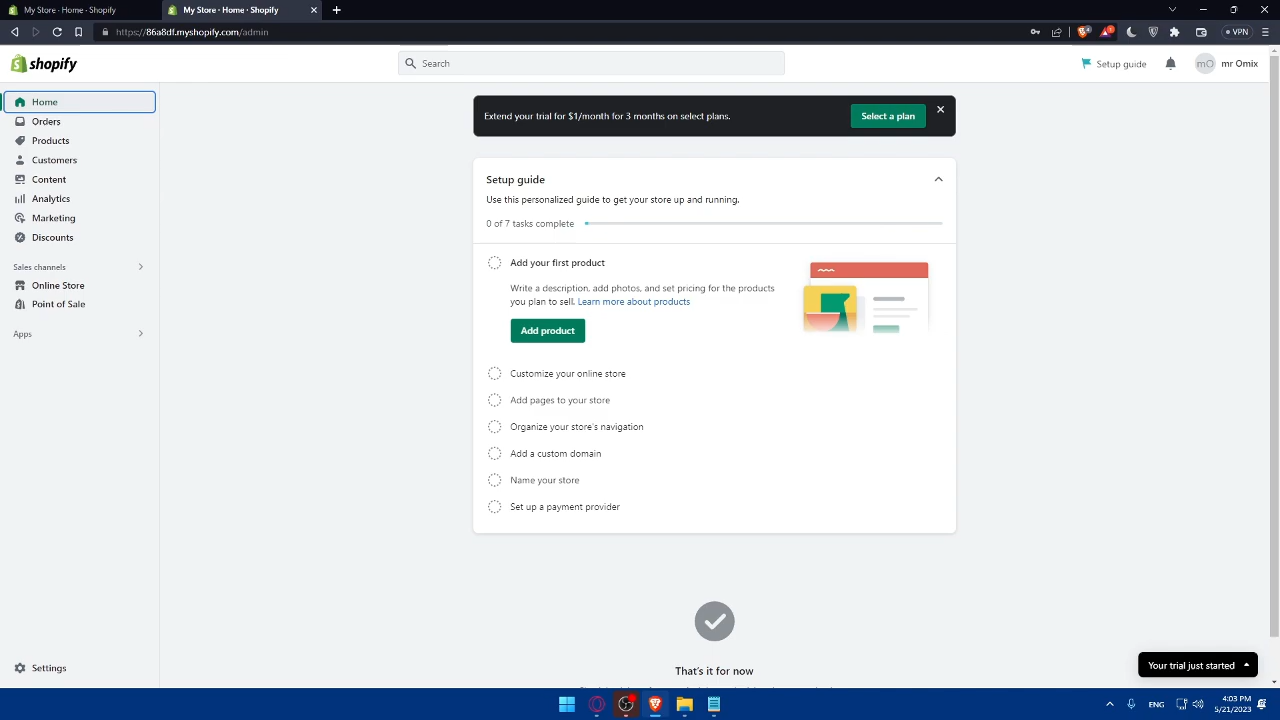 My Store · Home · Shopify
My Store · Home · Shopify
https://86a8df.myshopify.com/admin
VPN
shopify
Search
Setup guide
mO
mr Omix
Home
Orders
Products
Customers
Content
Analytics
Marketing
Discounts
Sales channels
Online Store
Point of Sale
Apps
Settings
Extend your trial for $1/month for 3 months on select plans.
Select a plan
Setup guide
Use this personalized guide to get your store up and running.
0 of 7 tasks complete
Add your first product
Write a description, add photos, and set pricing for the products
you plan to sell. Learn more about products
Add product
Customize your online store
Add pages to your store
Organize your store's navigation
Add a custom domain
Name your store
Set up a payment provider
That's it for now
Your trial just started
ENG
4:03 PM
5/21/2023